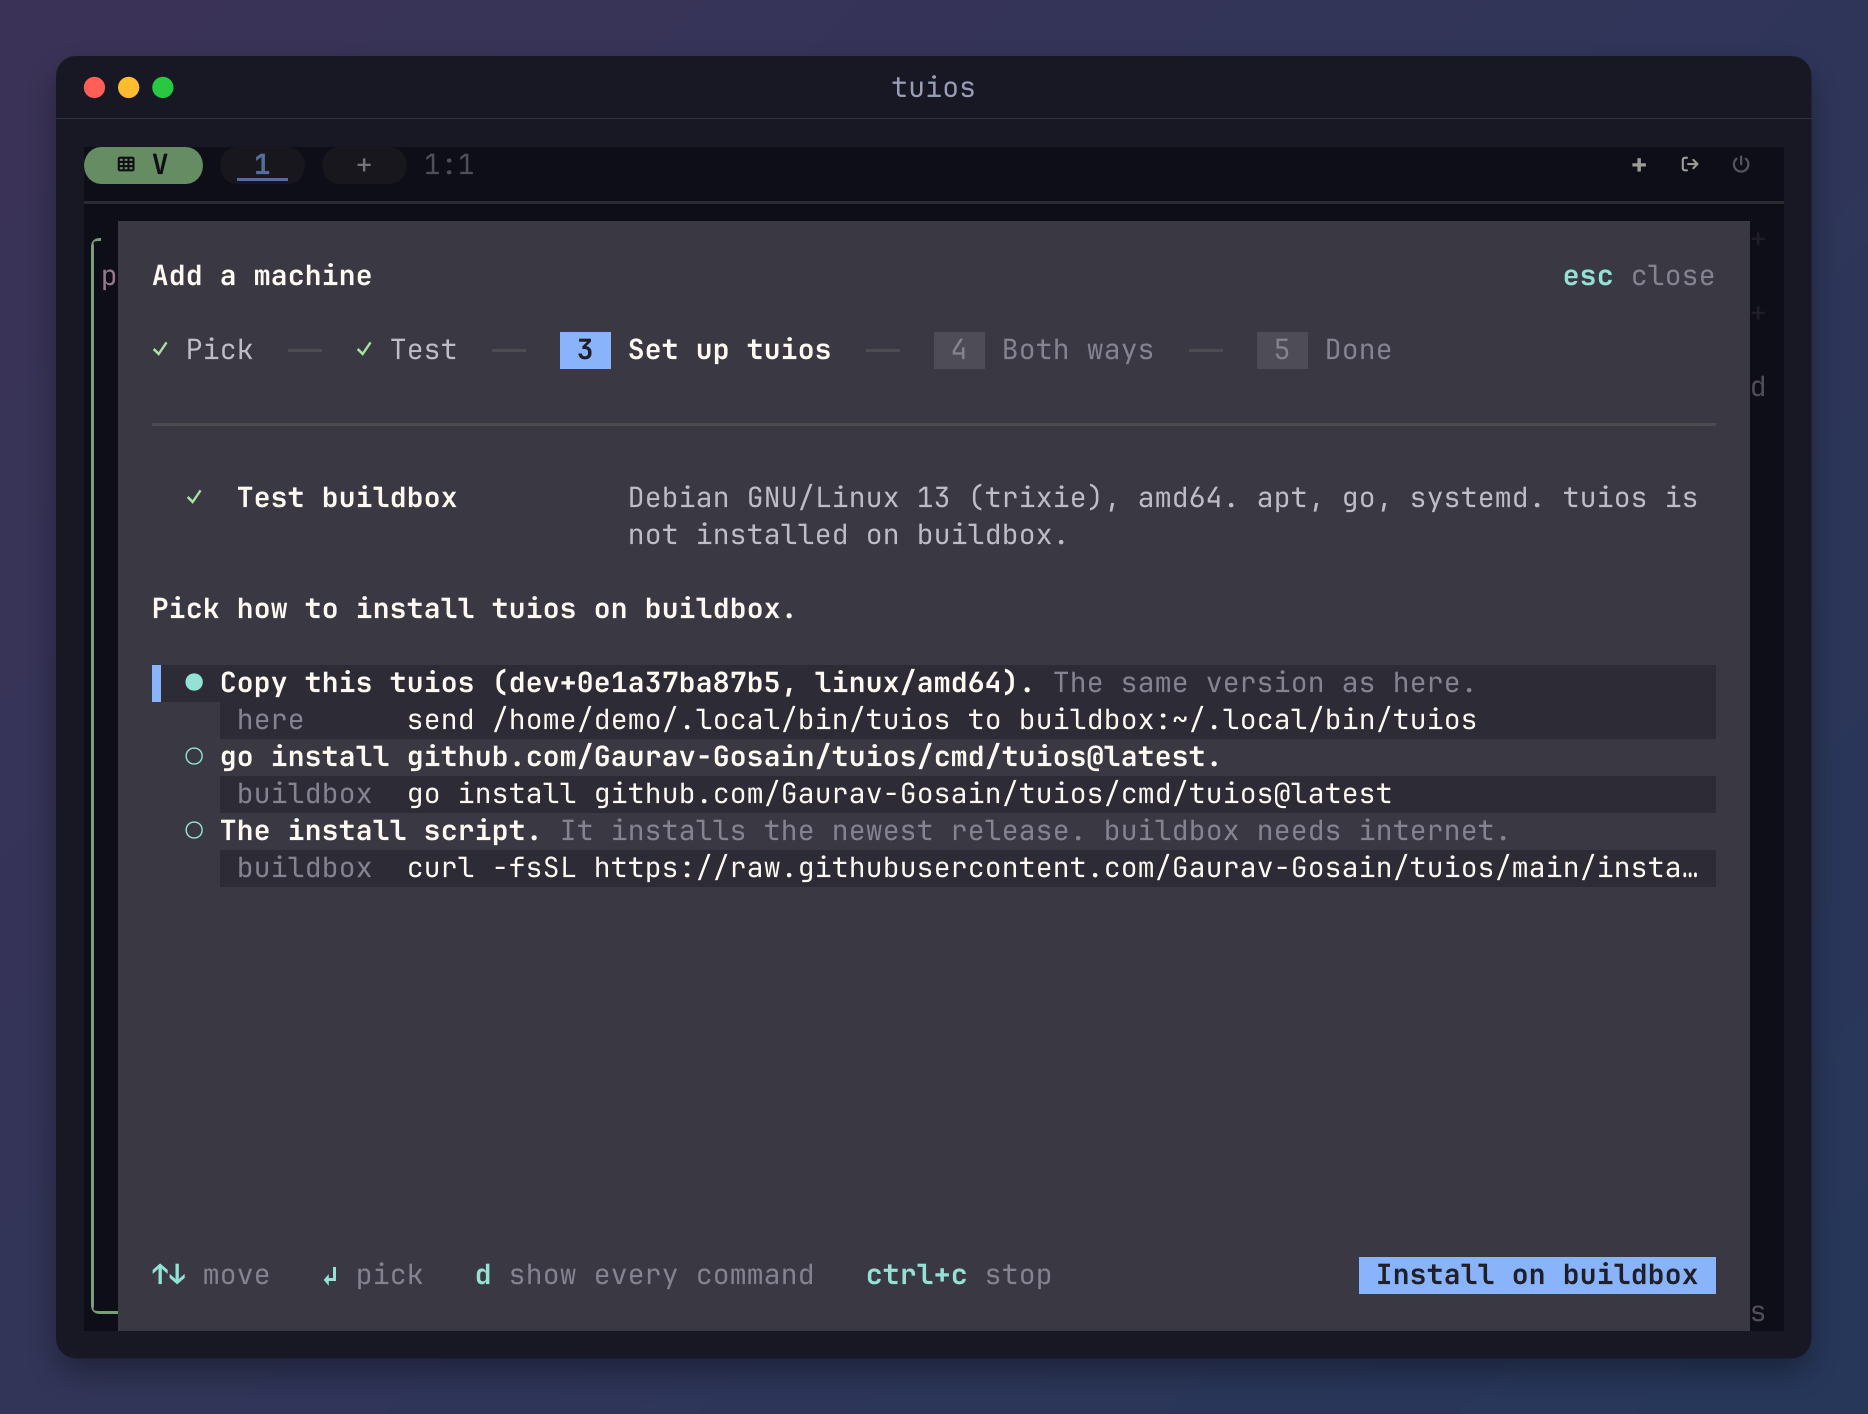 tuios
V 1 + 1:1
Add a machine esc close
✓ Pick ✓ Test 3 Set up tuios 4 Both ways 5 Done
✓ Test buildbox Debian GNU/Linux 13 (trixie), amd64. apt, go, systemd. tuios is
not installed on buildbox.
Pick how to install tuios on buildbox.
Copy this tuios (dev+0e1a37ba87b5, linux/amd64). The same version as here.
here send /home/demo/.local/bin/tuios to buildbox:~/.local/bin/tuios
go install github.com/Gaurav-Gosain/tuios/cmd/tuios@latest.
buildbox go install github.com/Gaurav-Gosain/tuios/cmd/tuios@latest
The install script. It installs the newest release. buildbox needs internet.
buildbox curl -fsSL https://raw.githubusercontent.com/Gaurav-Gosain/tuios/main/insta…
↑↓ move ↲ pick d show every command ctrl+c stop Install on buildbox